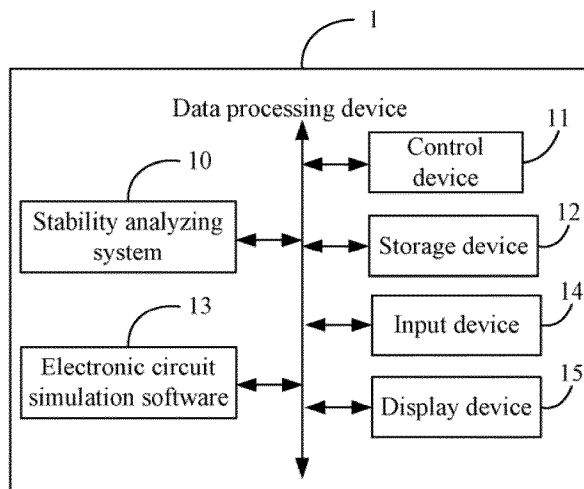 1
Data processing device
11
Control
device
10
Stability analyzing
system
12
Storage device
14
Input device
13
Electronic circuit
simulation software
15
Display device